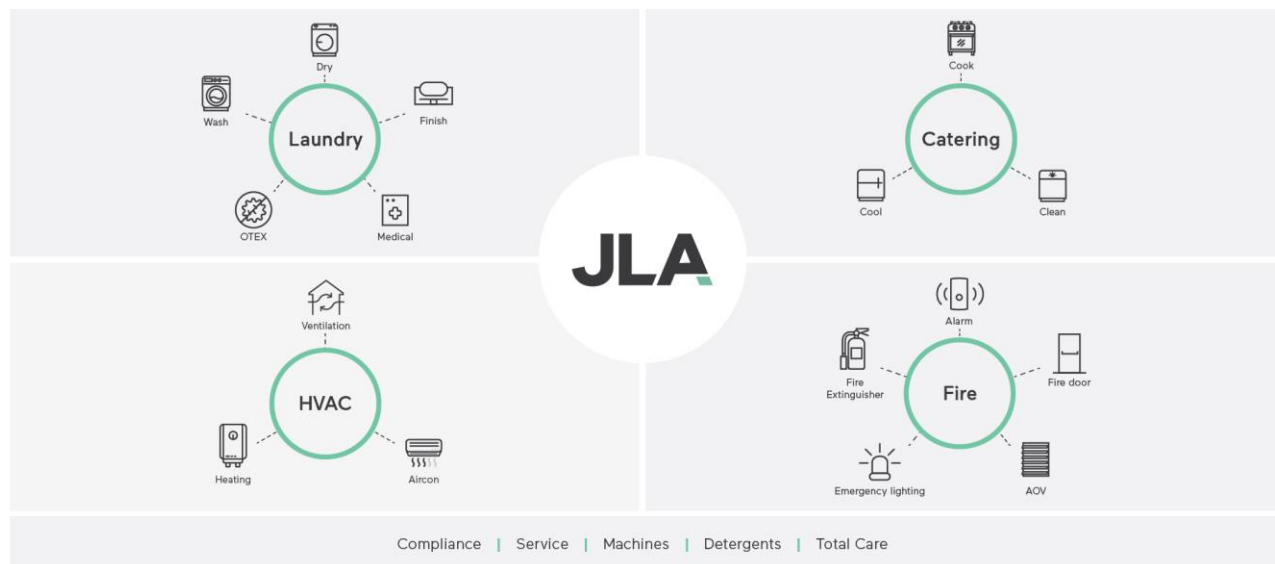 Dry
Wash
Finish
Laundry
OTEX
Medical
Cook
Catering
Cool
Clean
JLA
Ventilation
HVAC
Heating
Aircon
Alarm
Fire
Extinguisher
Fire door
Fire
Emergency lighting
AOV
Compliance | Service | Machines | Detergents | Total Care